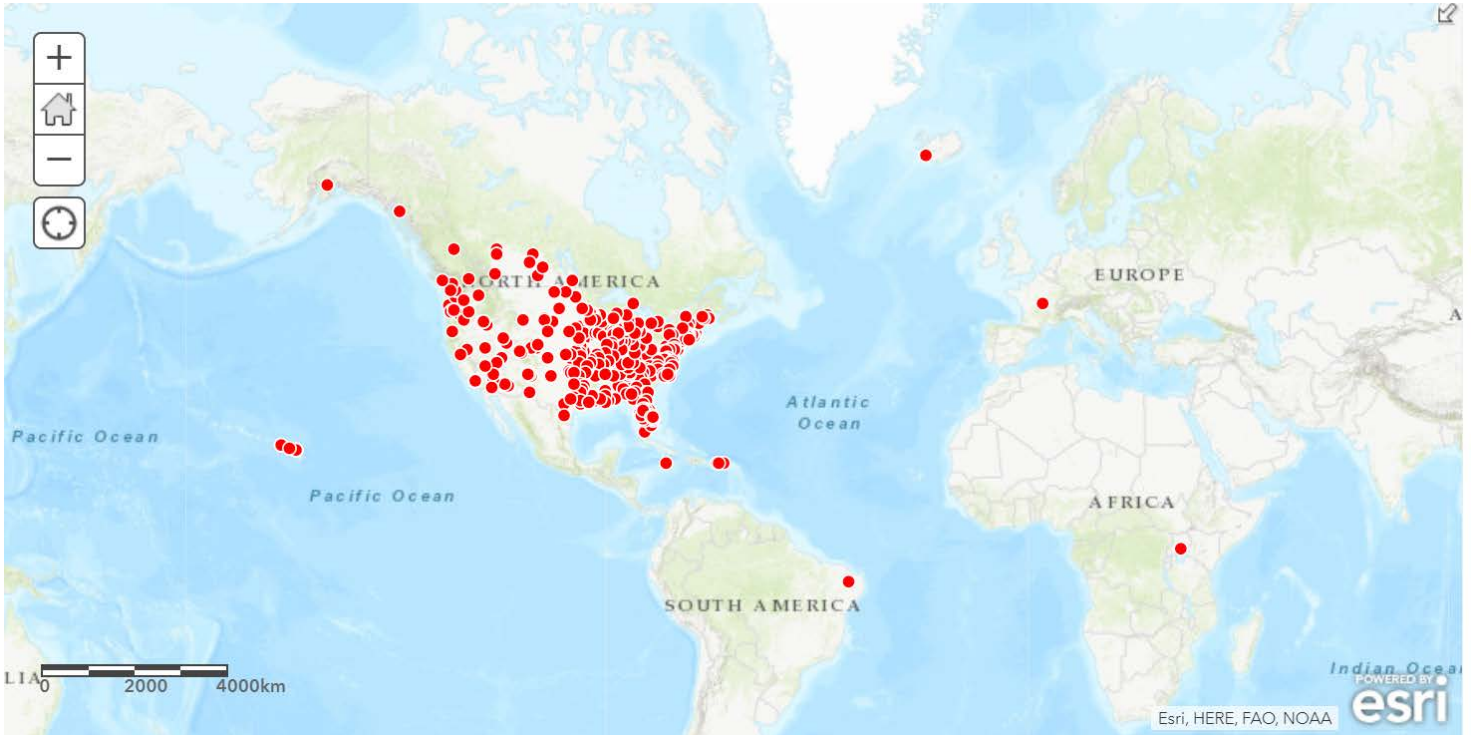 +
−
NORTH AMERICA
EUROPE
A
Atlantic
Ocean
Pacific Ocean
Pacific Ocean
AFRICA
SOUTH AMERICA
LIA
0 2000 4000km
Indian Ocea
POWERED BY
esri
Esri, HERE, FAO, NOAA